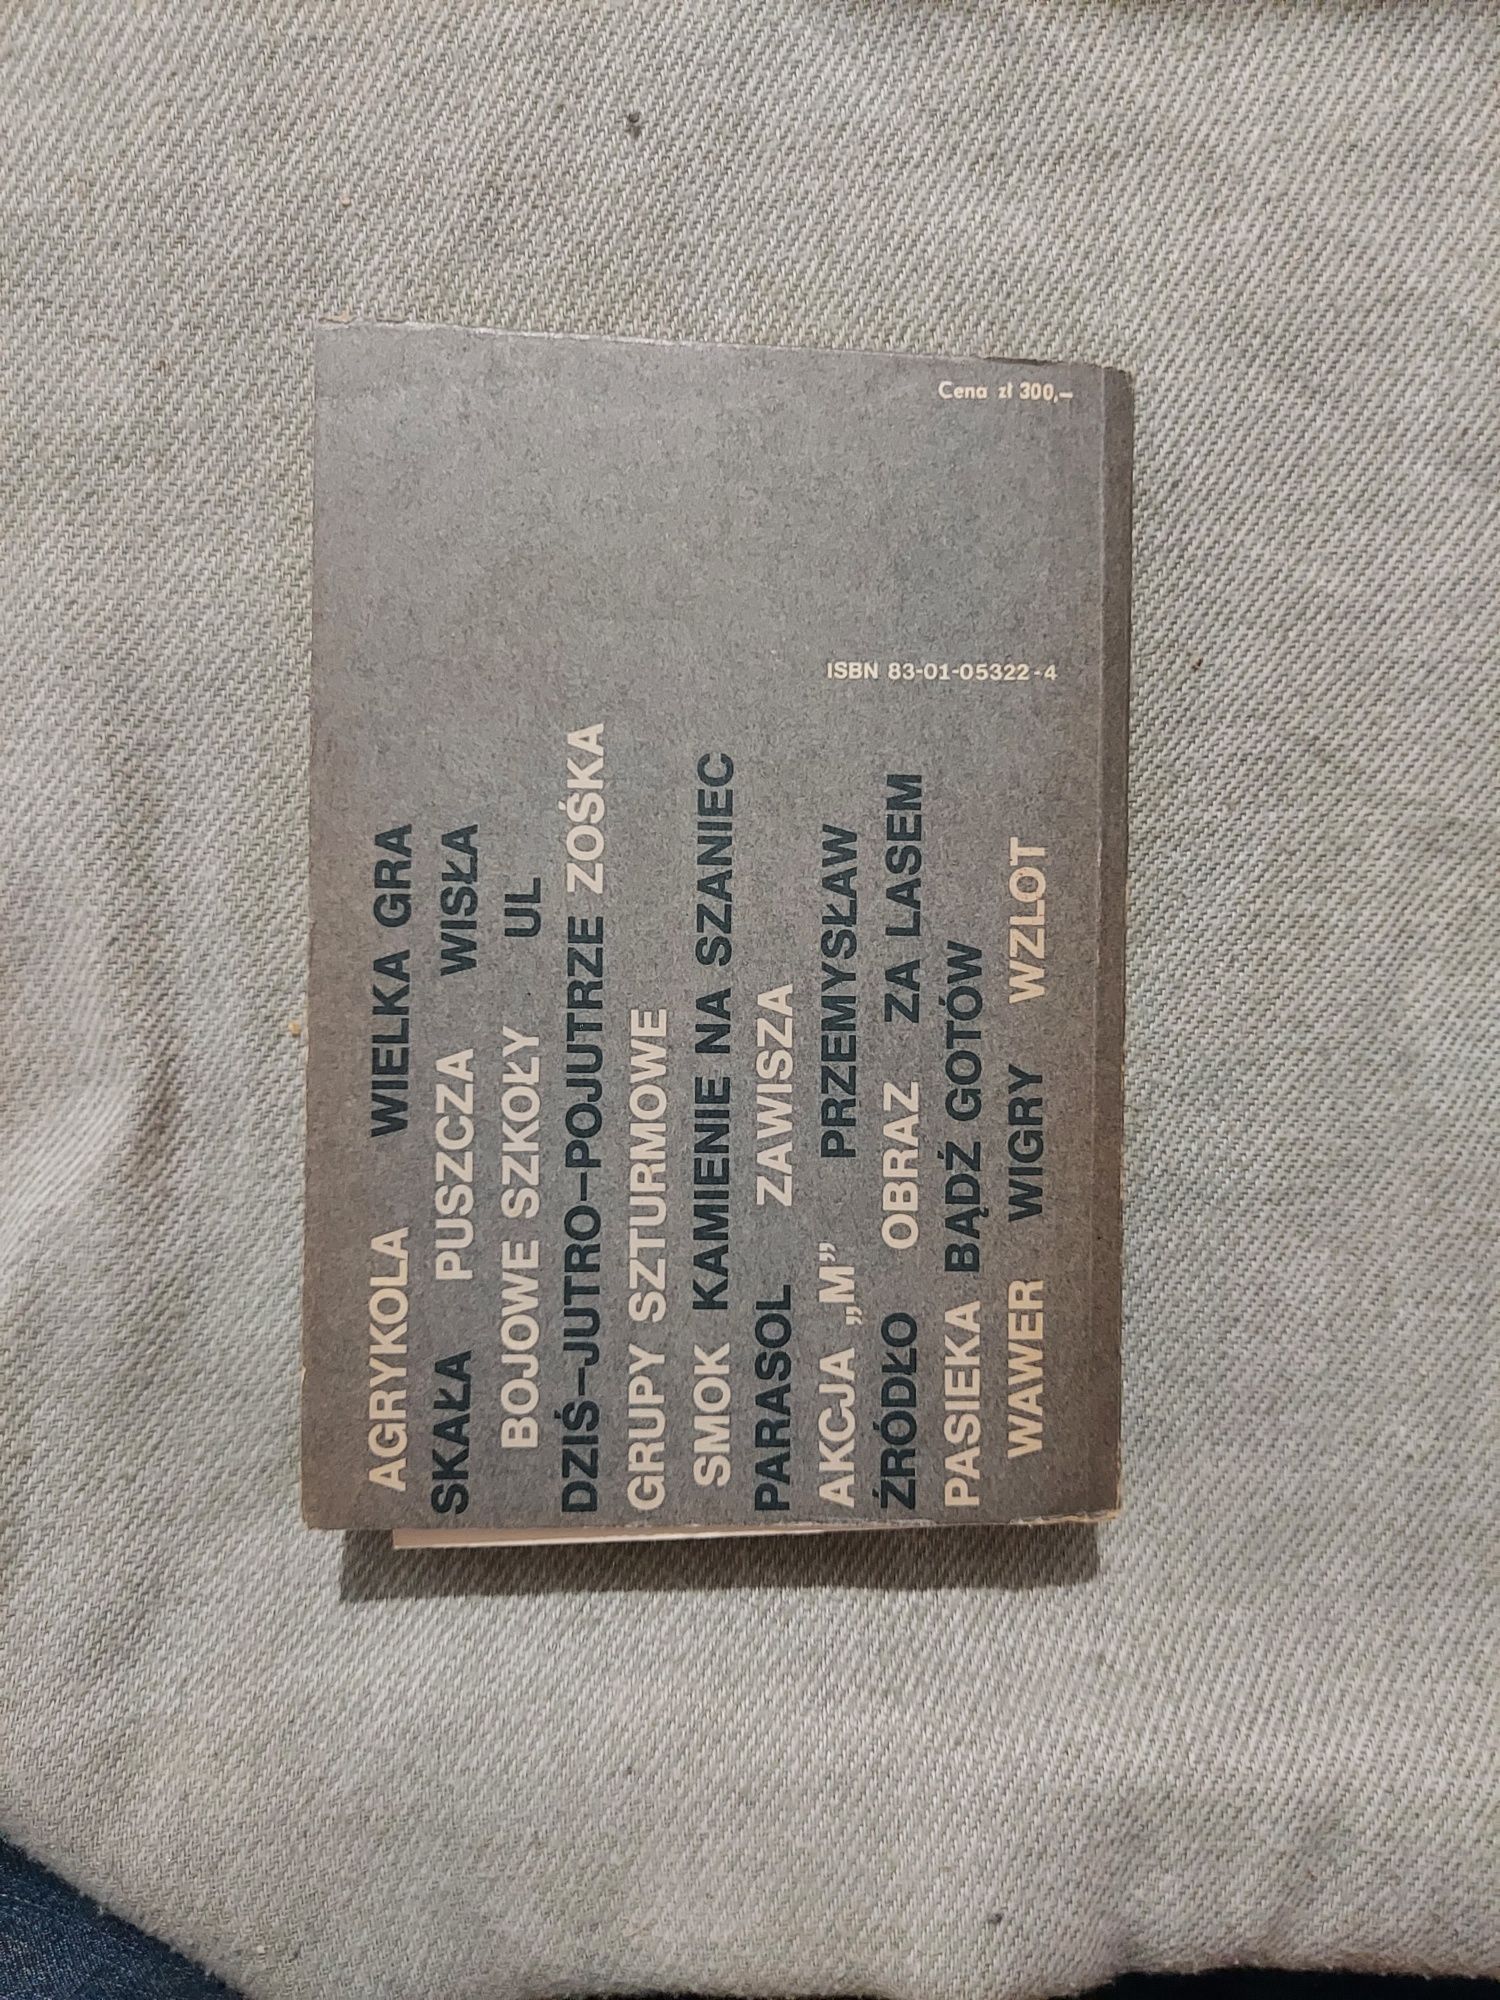 AGRYKOLA WIELKA GRA
SKAŁA PUSZCZA WISŁA
BOJOWE SZKOŁY UL
DZIŚ–JUTRO–POJUTRZE ZOŚKA
GRUPY SZTURMOWE
SMOK KAMIENIE NA SZANIEC
PARASOL ZAWISZA
AKCJA „M” PRZEMYSŁAW
ŹRÓDŁO OBRAZ ZA LASEM
PASIEKA BĄDŹ GOTÓW
WAWER WIGRY WZLOT
ISBN 83-01-05322-4
Cena zł 300,–